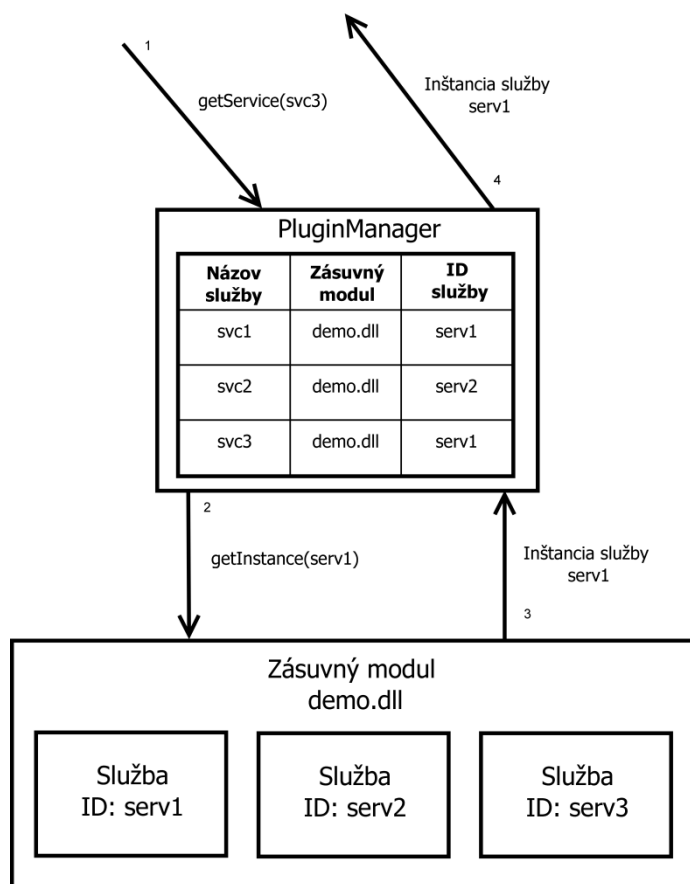 1
getService(svc3)
Inštancia služby
serv1
4
PluginManager
Názov služby	Zásuvný modul	ID služby
svc1	demo.dll	serv1
svc2	demo.dll	serv2
svc3	demo.dll	serv1
2
getInstance(serv1)
Inštancia služby
serv1
3
Zásuvný modul
demo.dll
Služba
ID: serv1
Služba
ID: serv2
Služba
ID: serv3